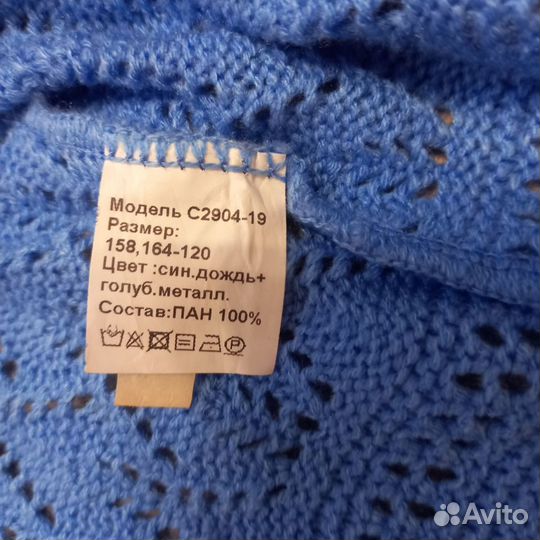 Модель С2904-19
Размер:
158,164-120
Цвет :син.дождь+
голуб.металл.
Состав:ПАН 100%
Avito